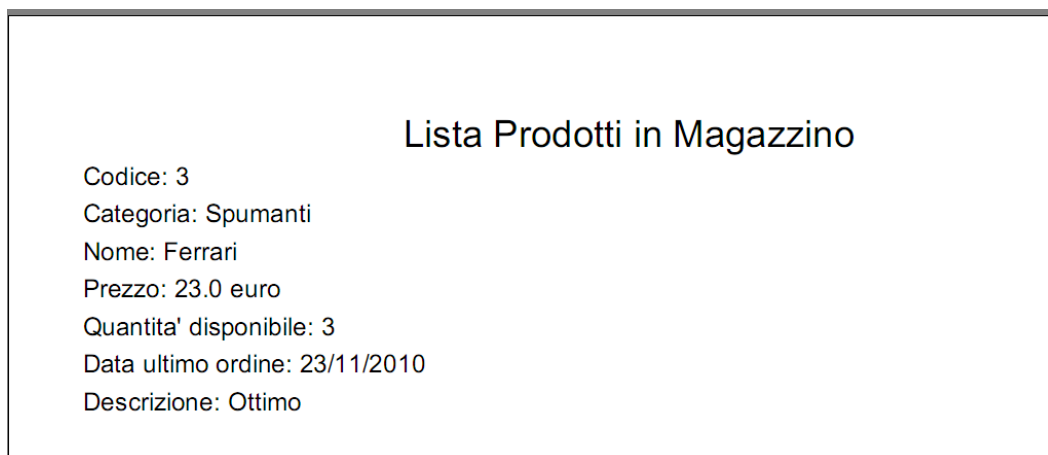 Lista Prodotti in Magazzino
Codice: 3
Categoria: Spumanti
Nome: Ferrari
Prezzo: 23.0 euro
Quantita' disponibile: 3
Data ultimo ordine: 23/11/2010
Descrizione: Ottimo